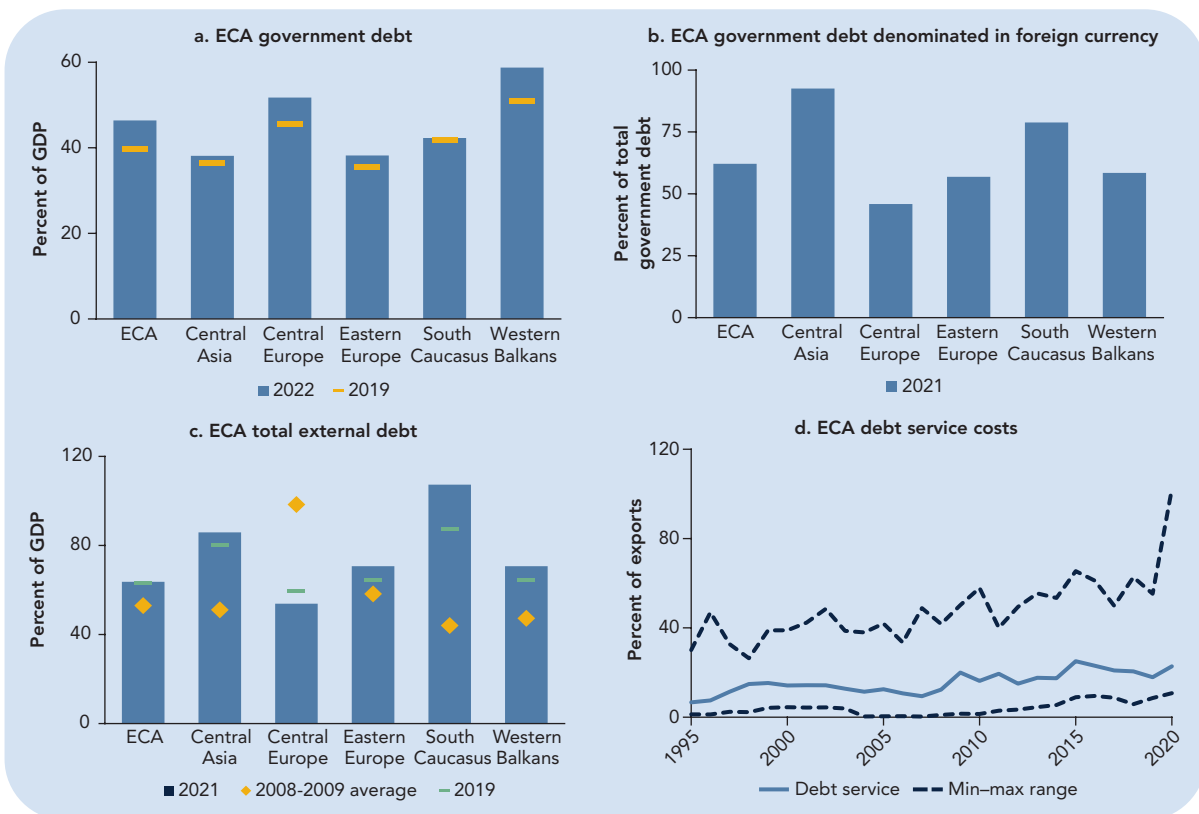 a. ECA government debt
Percent of GDP
60
40
20
0
ECA
Central
Asia
Central
Europe
Eastern
Europe
South
Caucasus
Western
Balkans
2022
2019
b. ECA government debt denominated in foreign currency
Percent of total
government debt
100
75
50
25
0
ECA
Central
Asia
Central
Europe
Eastern
Europe
South
Caucasus
Western
Balkans
2021
c. ECA total external debt
Percent of GDP
120
80
40
0
ECA
Central
Asia
Central
Europe
Eastern
Europe
South
Caucasus
Western
Balkans
2021
2008-2009 average
2019
d. ECA debt service costs
Percent of exports
120
80
40
0
1995
2000
2005
2010
2015
2020
Debt service
Min–max range